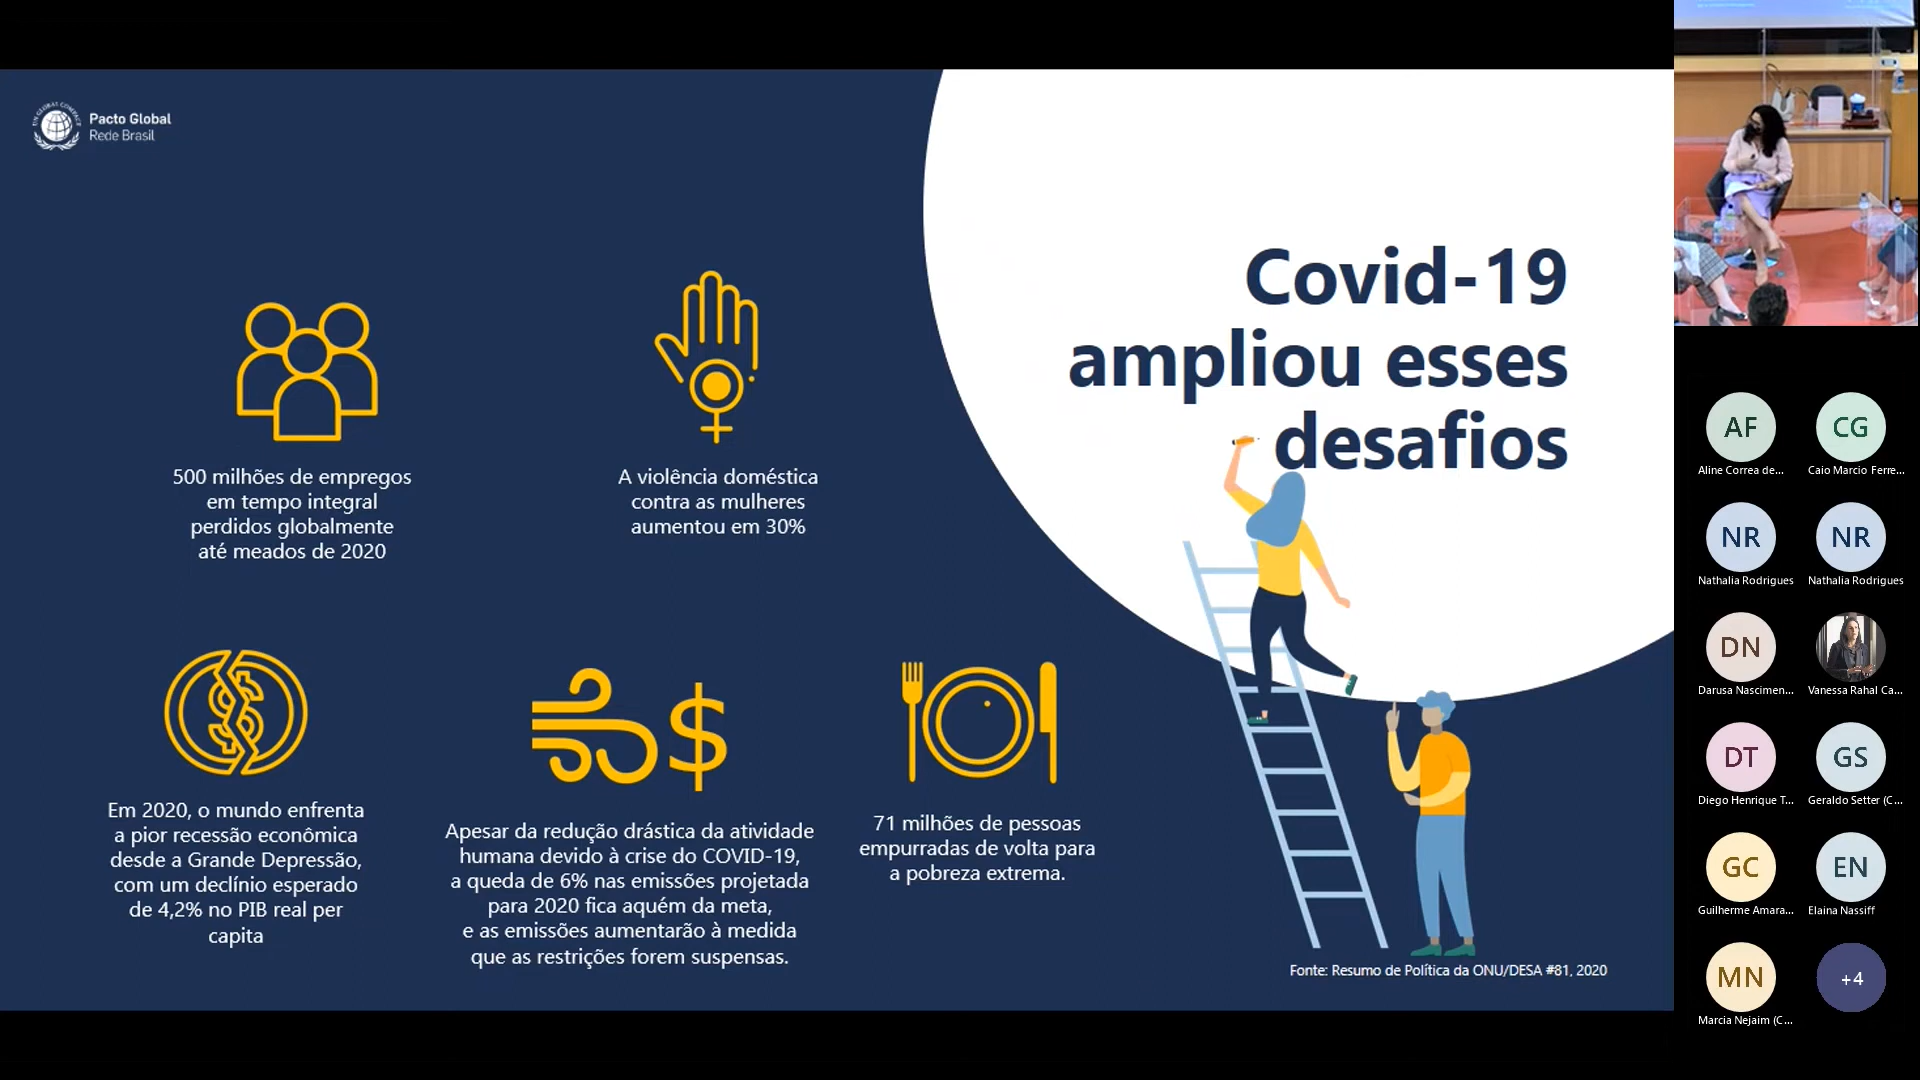 UN GLOBAL COMPACT
Pacto Global
Rede Brasil
Covid-19
ampliou esses
desafios
500 milhões de empregos
em tempo integral
perdidos globalmente
até meados de 2020
A violência doméstica
contra as mulheres
aumentou em 30%
Em 2020, o mundo enfrenta
a pior recessão econômica
desde a Grande Depressão,
com um declínio esperado
de 4,2% no PIB real per
capita
Apesar da redução drástica da atividade
humana devido à crise do COVID-19,
a queda de 6% nas emissões projetada
para 2020 fica aquém da meta,
e as emissões aumentarão à medida
que as restrições forem suspensas.
71 milhões de pessoas
empurradas de volta para
a pobreza extrema.
Fonte: Resumo de Política da ONU/DESA #81, 2020
AF
Aline Correa de...
CG
Caio Marcio Ferre...
NR
Nathalia Rodrigues
NR
Nathalia Rodrigues
DN
Darusa Nascimen...
Vanessa Rahal Ca...
DT
Diego Henrique T...
GS
Geraldo Setter (C...
GC
Guilherme Amara...
EN
Elaina Nassiff
MN
Marcia Nejaim (C...
+4